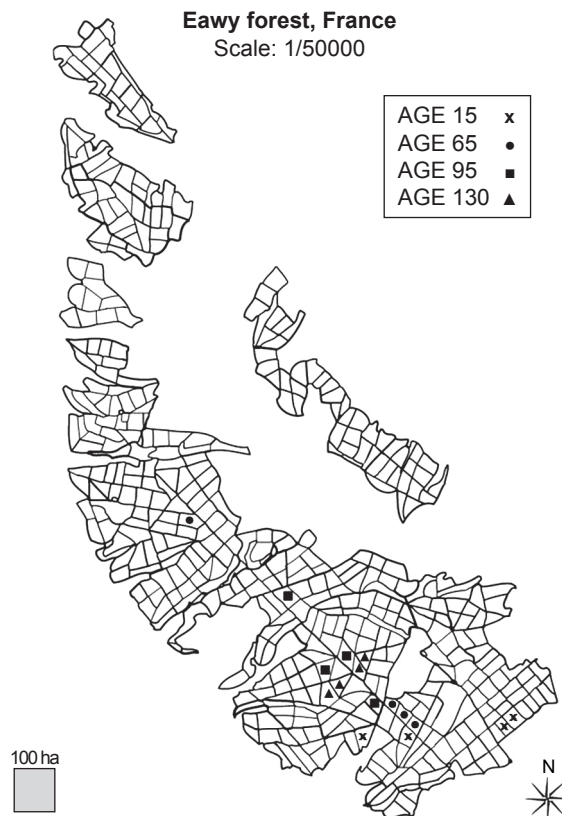 Eawy forest, France
Scale: 1/50000
AGE 15 x
AGE 65 ●
AGE 95 ■
AGE 130 ▲
100 ha
N